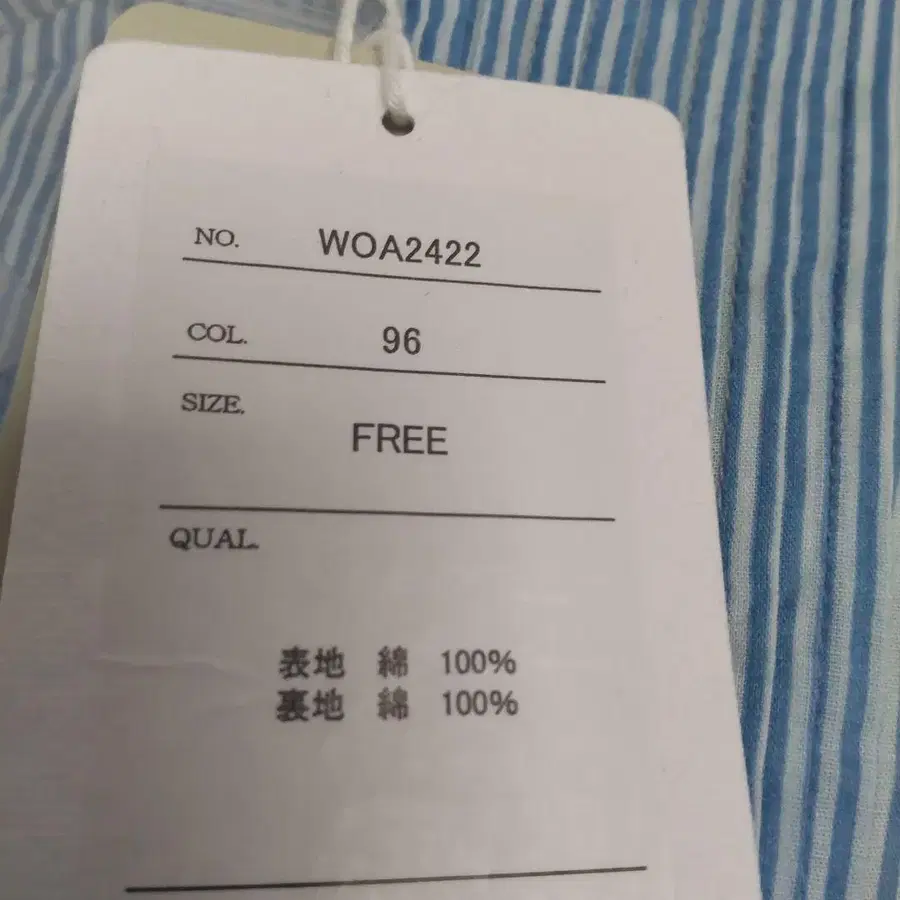 NO. WOA2422
COL. 96
SIZE.
FREE
QUAL.
表地 綿 100%
裏地 綿 100%